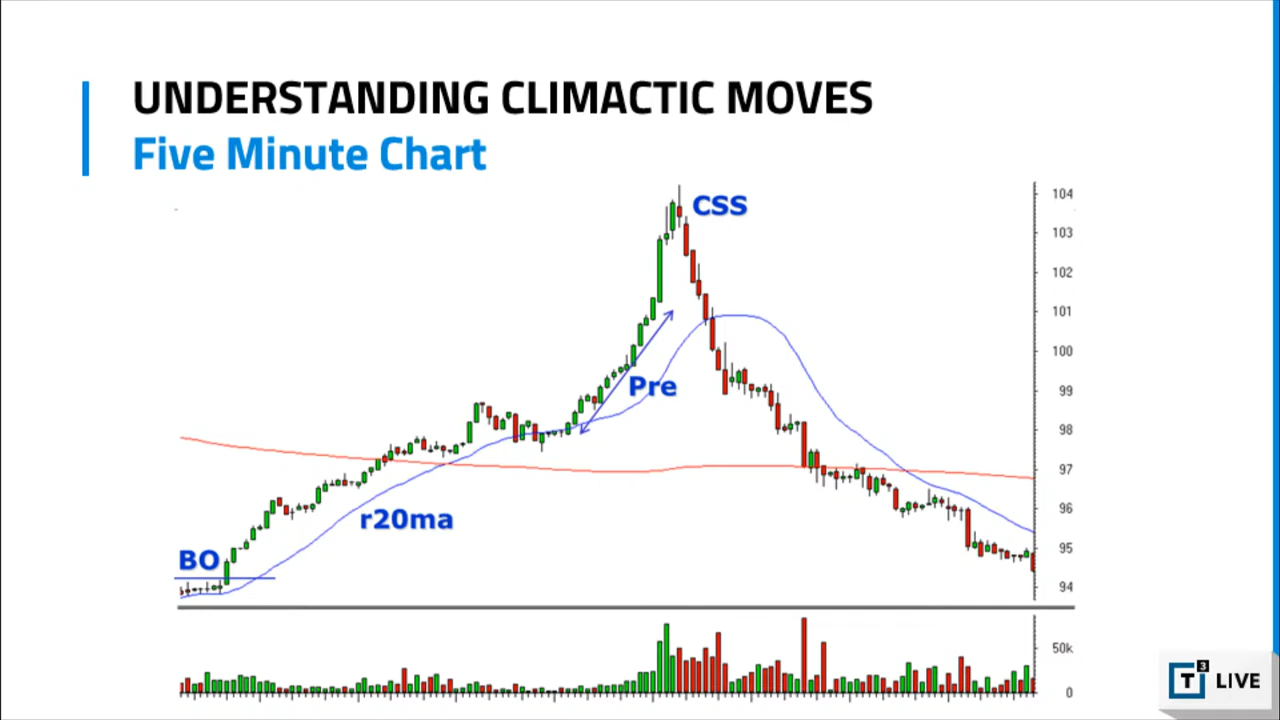 UNDERSTANDING CLIMACTIC MOVES
Five Minute Chart
CSS
Pre
r20ma
BO
104
103
102
101
100
99
98
97
96
95
94
50k
0
T3 LIVE